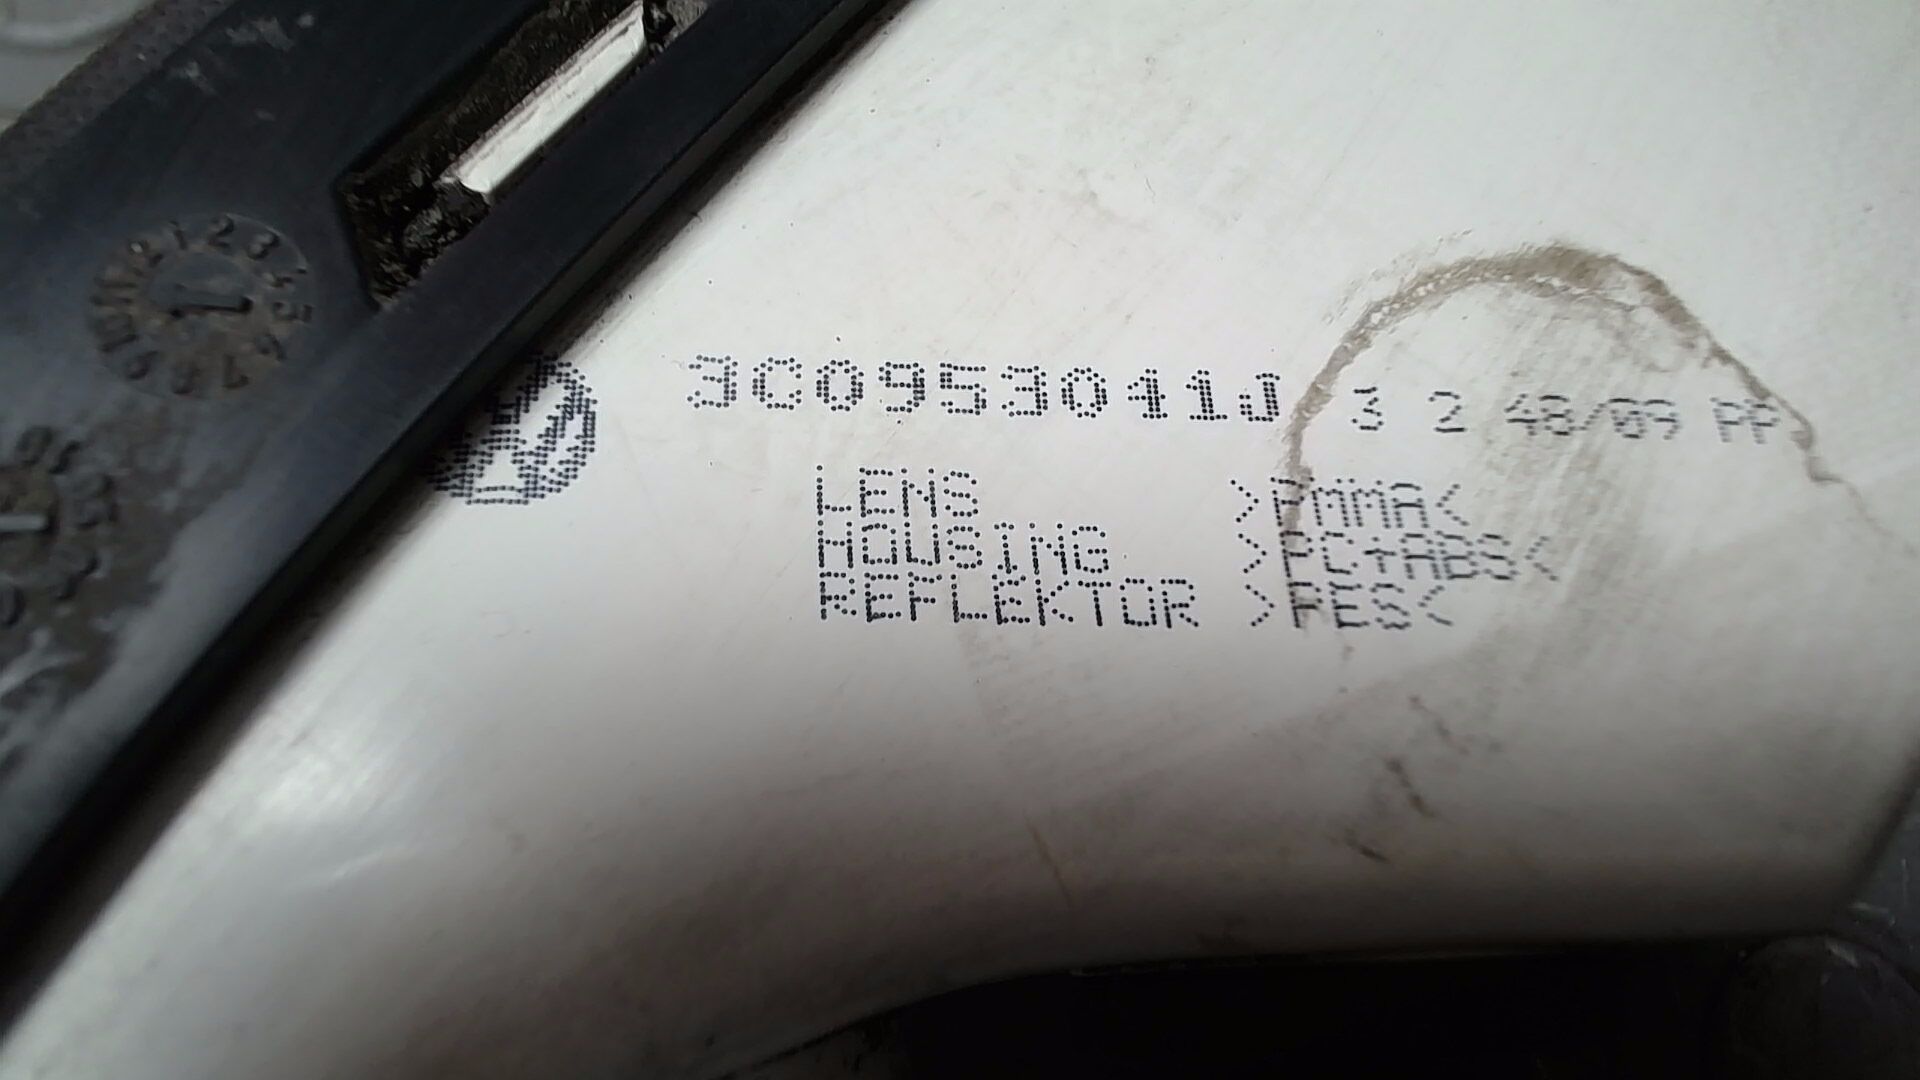 3C0953041J 3 2 48/09 PP
LENS >PMMA<
HOUSING >PC+ABS<
REFLEKTOR >PES<